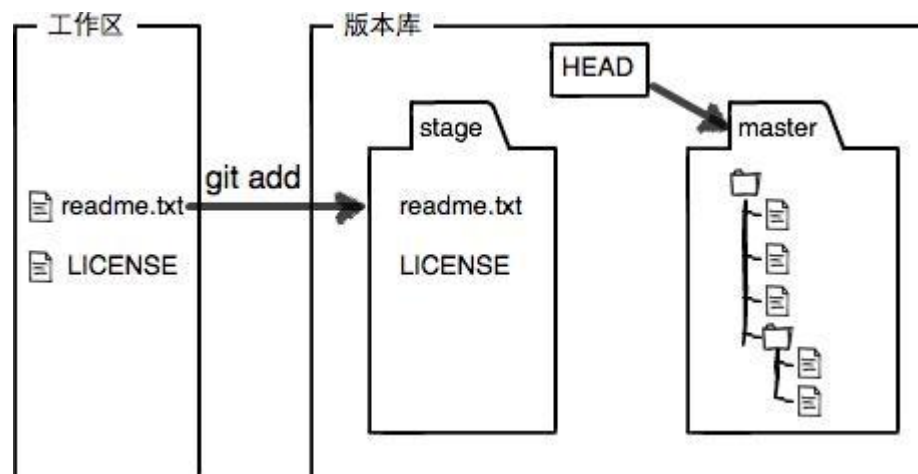 工作区
版本库
HEAD
stage
master
git add
readme.txt
readme.txt
LICENSE
LICENSE